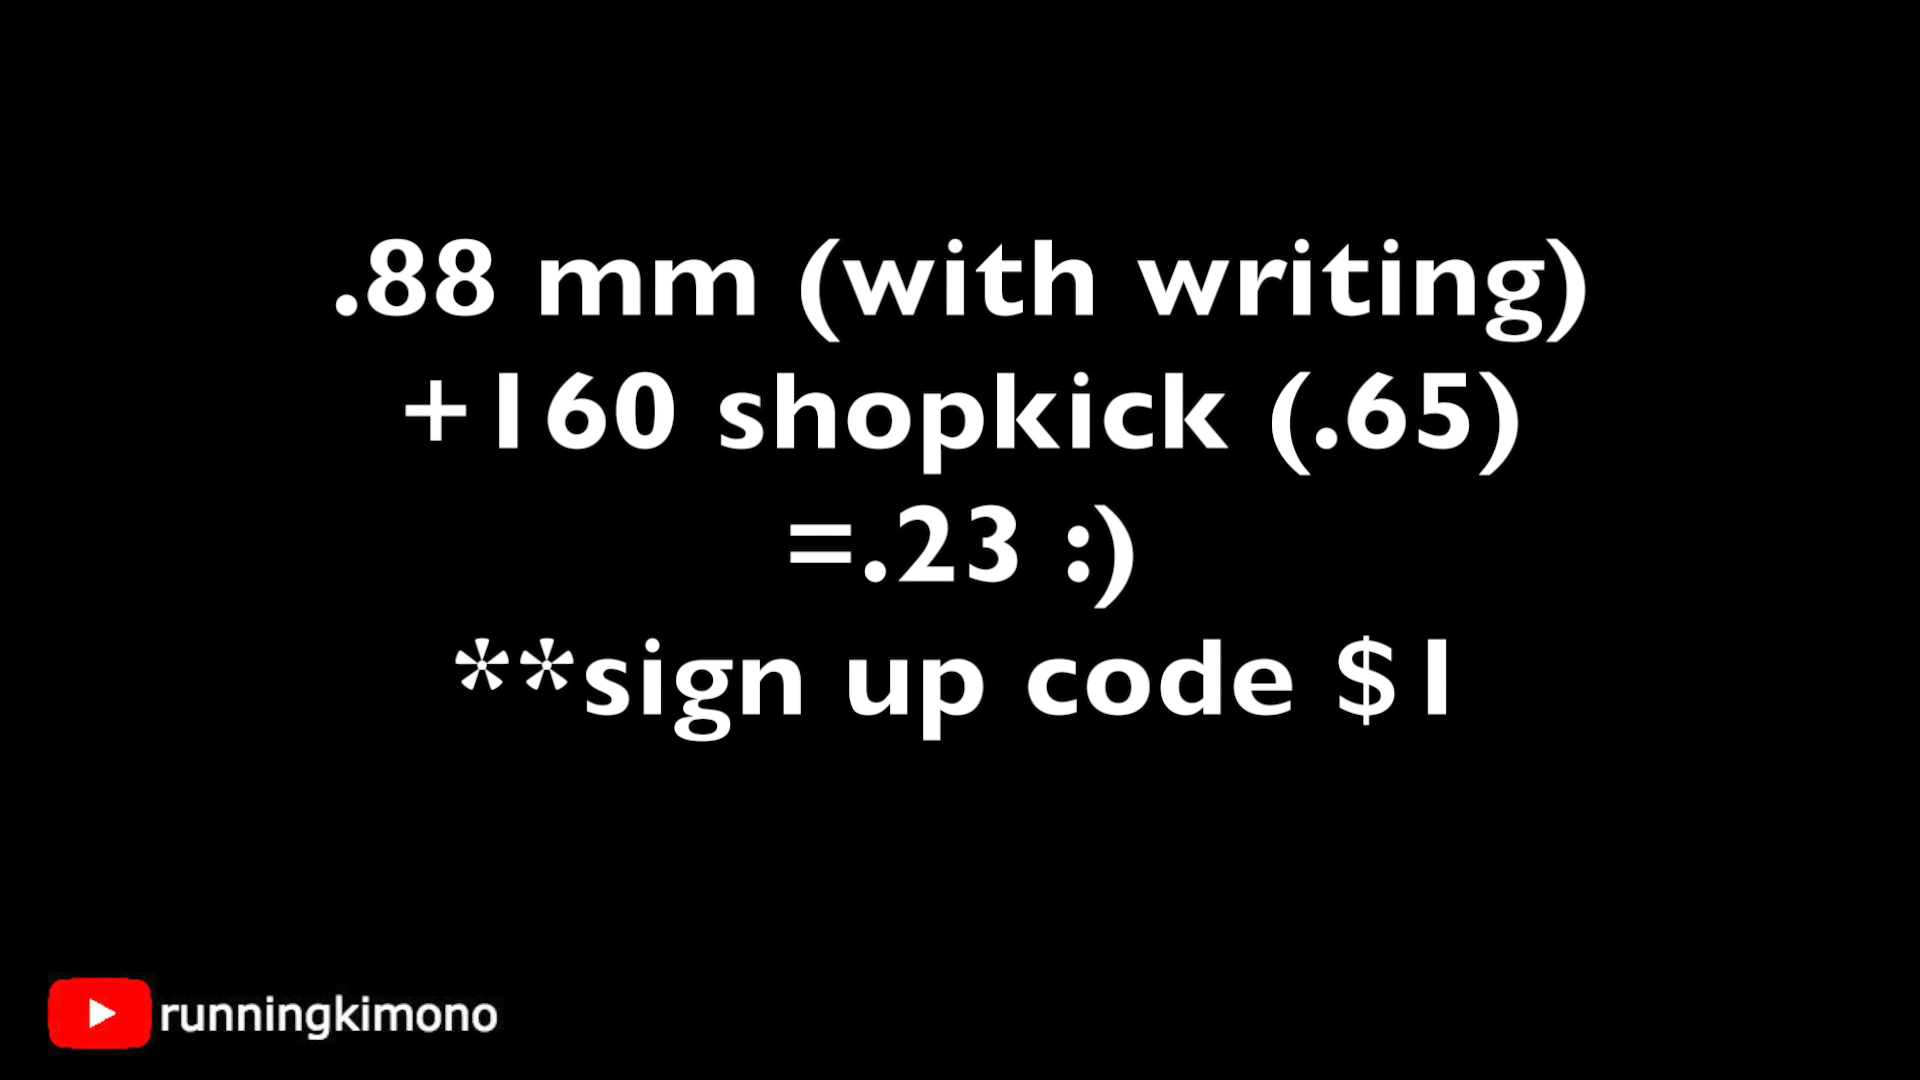 .88 mm (with writing)
+160 shopkick (.65)
=.23 :)
**sign up code $1
runningkimono